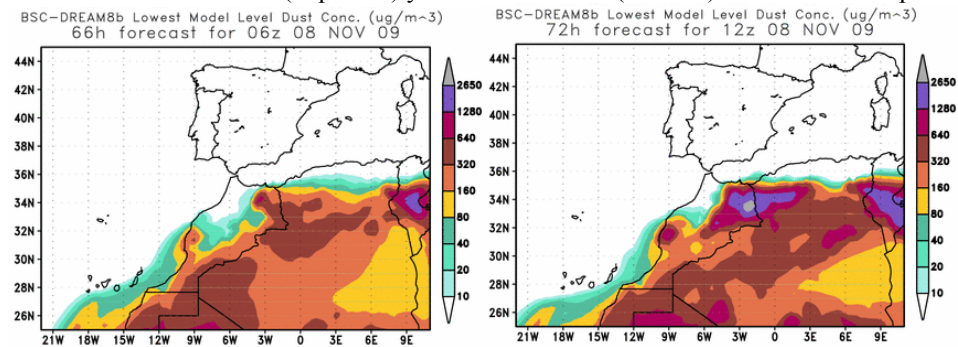 BSC-DREAM8b Lowest Model Level Dust Conc. (ug/m^3)
66h forecast for 06z 08 NOV 09
44N
42N
40N
38N
36N
34N
32N
30N
28N
26N
21W 18W 15W 12W 9W 6W 3W 0 3E 6E 9E
2650
1280
640
320
160
80
40
20
10
BSC-DREAM8b Lowest Model Level Dust Conc. (ug/m^3)
72h forecast for 12z 08 NOV 09
44N
42N
40N
38N
36N
34N
32N
30N
28N
26N
21W 18W 15W 12W 9W 6W 3W 0 3E 6E 9E
2650
1280
640
320
160
80
40
20
10